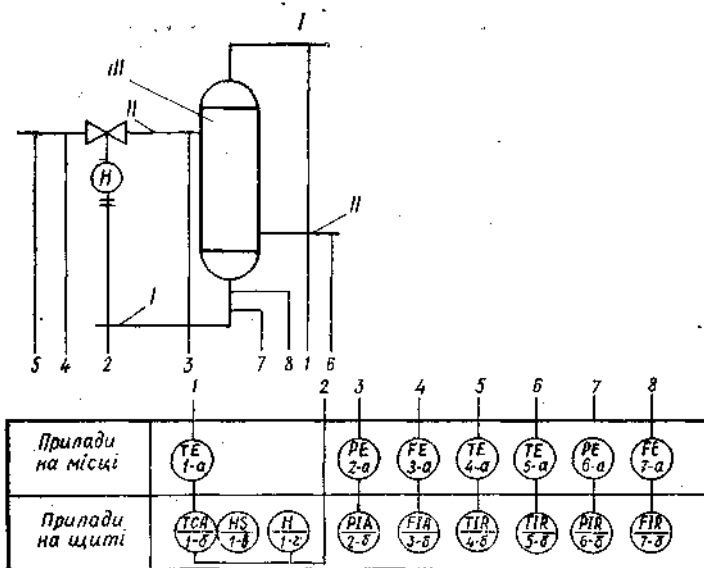 I
III
II
H
II
I
5 4 2 3 7 8 1 6
1 2 3 4 5 6 7 8
Прилади на місці
TE 1-а
PE 2-а
FE 3-а
TE 4-а
TE 5-а
PE 6-а
FE 7-а
Прилади на щиті
TCA 1-б
HS 1-в
H 1-г
PIA 2-б
FIA 3-б
TIR 4-б
TIR 5-б
PIR 6-б
FIR 7-б